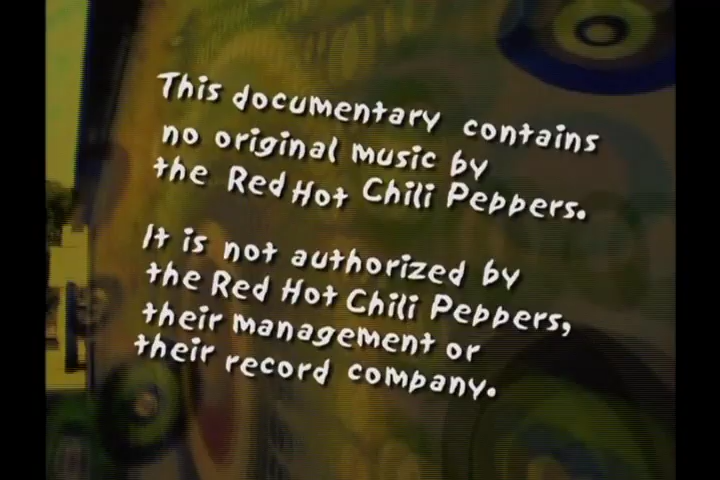 This documentary contains
no original music by
the Red Hot Chili Peppers.
It is not authorized by
the Red Hot Chili Peppers,
their management or
their record company.